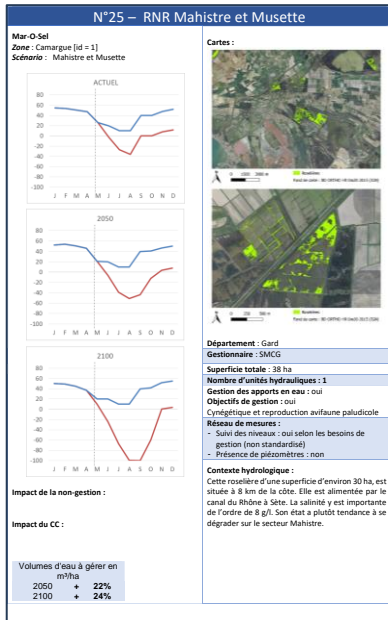 N°25 – RNR Mahistre et Musette
Mar-O-Sel
Zone : Camargue [id = 1]
Scénario : Mahistre et Musette
ACTUEL
80
60
40
20
0
-20
-40
-60
-80
-100
J F M A M J J A S O N D
2050
80
60
40
20
0
-20
-40
-60
-80
-100
J F M A M J J A S O N D
2100
80
60
40
20
0
-20
-40
-60
-80
-100
J F M A M J J A S O N D
Impact de la non-gestion :
Impact du CC :
Volumes d'eau à gérer en
m³/ha
2050 + 22%
2100 + 24%
Cartes :
Roselières
Roselières
Département : Gard
Gestionnaire : SMCG
Superficie totale : 38 ha
Nombre d'unités hydrauliques : 1
Gestion des apports en eau : oui
Objectifs de gestion : oui
Cynégétique et reproduction avifaune paludicole
Réseau de mesures :
- Suivi des niveaux : oui selon les besoins de
gestion (non standardisé)
- Présence de piézomètres : non
Contexte hydrologique :
Cette roselière d'une superficie d'environ 30 ha, est
située à 8 km de la côte. Elle est alimentée par le
canal du Rhône à Sète. La salinité y est importante
de l'ordre de 8 g/l. Son état a plutôt tendance à se
dégrader sur le secteur Mahistre.